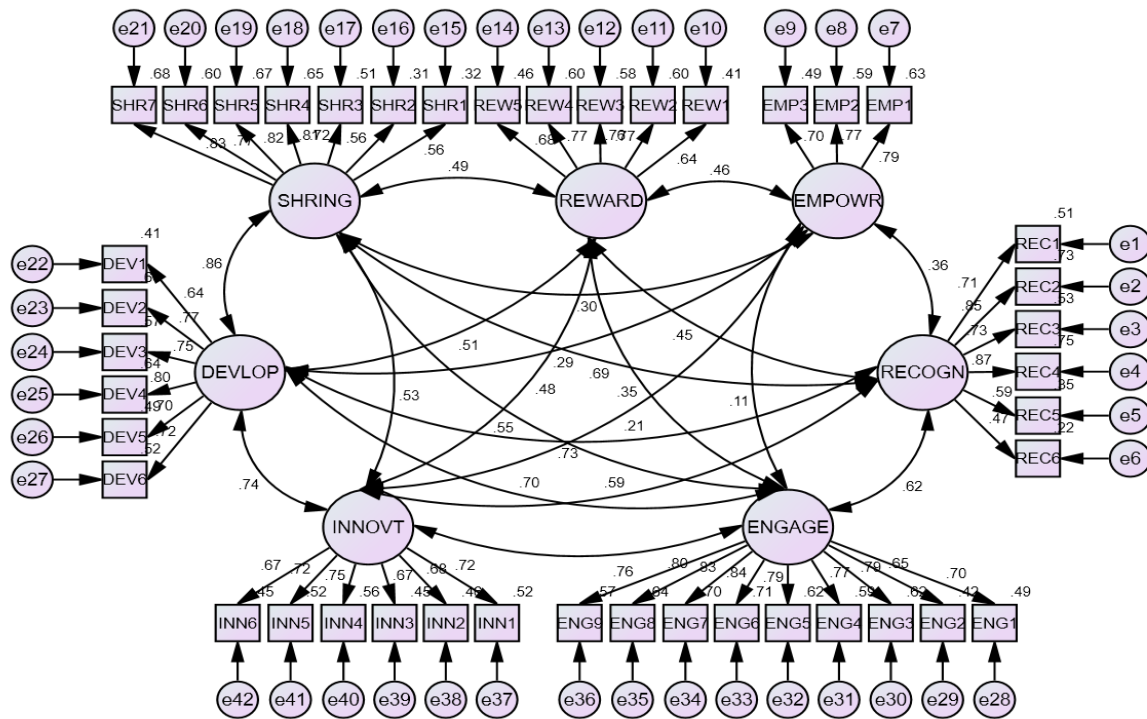 e21 e20 e19 e18 e17 e16 e15 e14 e13 e12 e11 e10 e9 e8 e7
.68 .60 .67 .65 .51 .31 .32 .46 .60 .58 .60 .41 .49 .59 .63
SHR7 SHR6 SHR5 SHR4 SHR3 SHR2 SHR1 REW5 REW4 REW3 REW2 REW1 EMP3 EMP2 EMP1
.83 .82 .72 .56 .56 .68 .77 .76 .77 .64 .70 .77 .79
SHRING .49 REWARD .46 EMPOWR
.41 .51
e22 DEV1 REC1 e1
.86 .36 .73
.64 .71
e23 DEV2 REC2 e2
.77 .30 .45 .85 .53
e24 DEV3 .75 .51 .73 REC3 e3
.64 .29 .75
DEVLOP .69 RECOGN .87 REC4 e4
e25 DEV4 .80 .48 .35 .11
.53 .59
e26 DEV5 .70 REC5 e5
.72 .55 .21 .47 .22
.52 .73 REC6 e6
e27 DEV6
.74 .70 .59 .62
INNOVT ENGAGE
.67 .72 .75 .67 .68 .72 .76 .80 .83 .84 .79 .77 .79 .65 .70
.45 .52 .56 .45 .52 .57 .70 .71 .62 .49
INN6 INN5 INN4 INN3 INN2 INN1 ENG9 ENG8 ENG7 ENG6 ENG5 ENG4 ENG3 ENG2 ENG1
e42 e41 e40 e39 e38 e37 e36 e35 e34 e33 e32 e31 e30 e29 e28